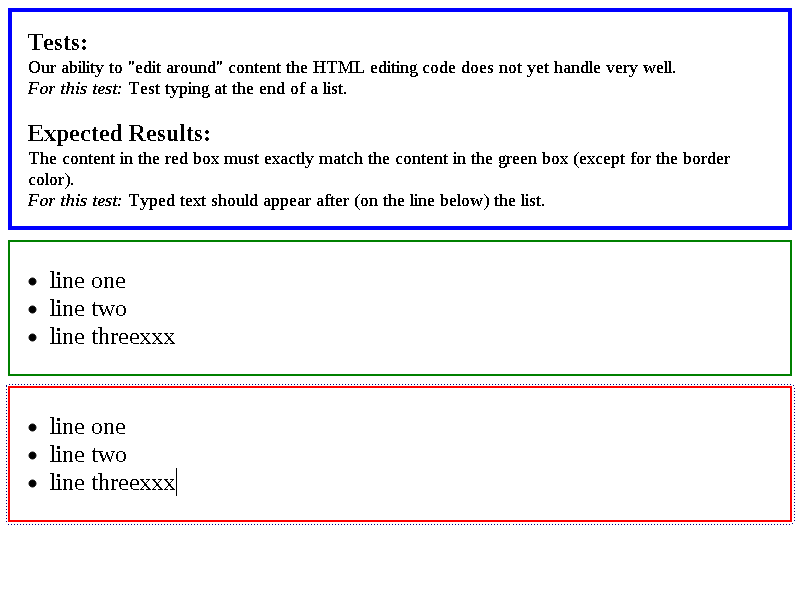 Tests:
Our ability to "edit around" content the HTML editing code does not yet handle very well.
For this test: Test typing at the end of a list.
Expected Results:
The content in the red box must exactly match the content in the green box (except for the border
color).
For this test: Typed text should appear after (on the line below) the list.
• line one
• line two
• line threexxx
• line one
• line two
• line threexxx